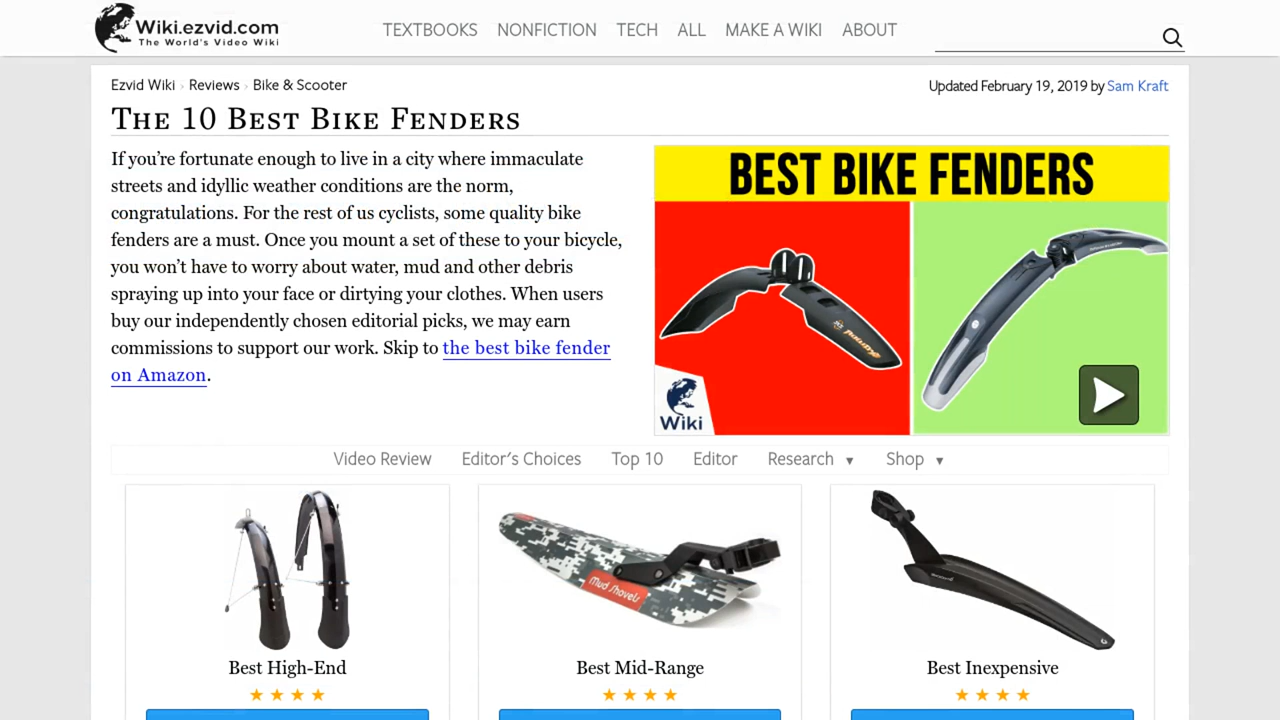 Wiki.ezvid.com
The World's Video Wiki
TEXTBOOKS NONFICTION TECH ALL MAKE A WIKI ABOUT
Ezvid Wiki › Reviews › Bike & Scooter
Updated February 19, 2019 by Sam Kraft
The 10 Best Bike Fenders
If you’re fortunate enough to live in a city where immaculate
streets and idyllic weather conditions are the norm,
congratulations. For the rest of us cyclists, some quality bike
fenders are a must. Once you mount a set of these to your bicycle,
you won’t have to worry about water, mud and other debris
spraying up into your face or dirtying your clothes. When users
buy our independently chosen editorial picks, we may earn
commissions to support our work. Skip to the best bike fender
on Amazon.
BEST BIKE FENDERS
Wiki
Video Review Editor's Choices Top 10 Editor Research ▼ Shop ▼
Mud Shovels
Best High-End
Best Mid-Range
Best Inexpensive
★ ★ ★ ★
★ ★ ★ ★
★ ★ ★ ★